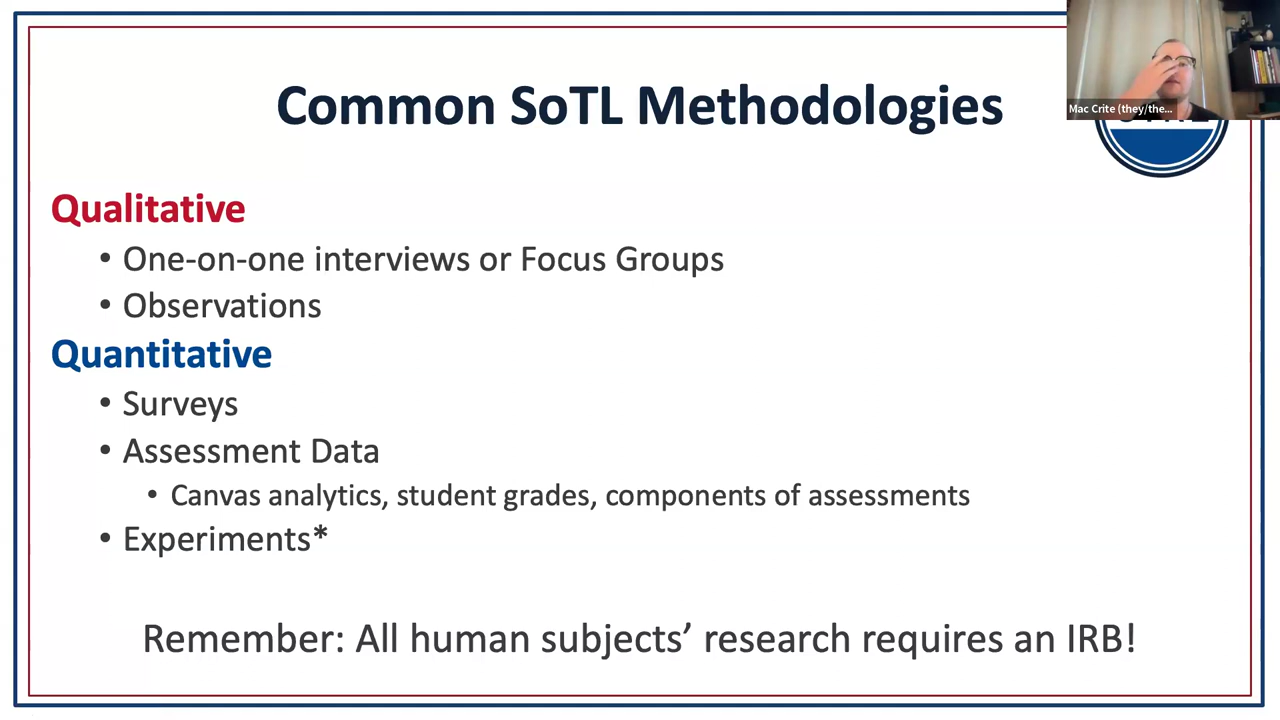 Common SoTL Methodologies
Mac Crite (they/the...
Qualitative
• One-on-one interviews or Focus Groups
• Observations
Quantitative
• Surveys
• Assessment Data
• Canvas analytics, student grades, components of assessments
• Experiments*
Remember: All human subjects’ research requires an IRB!